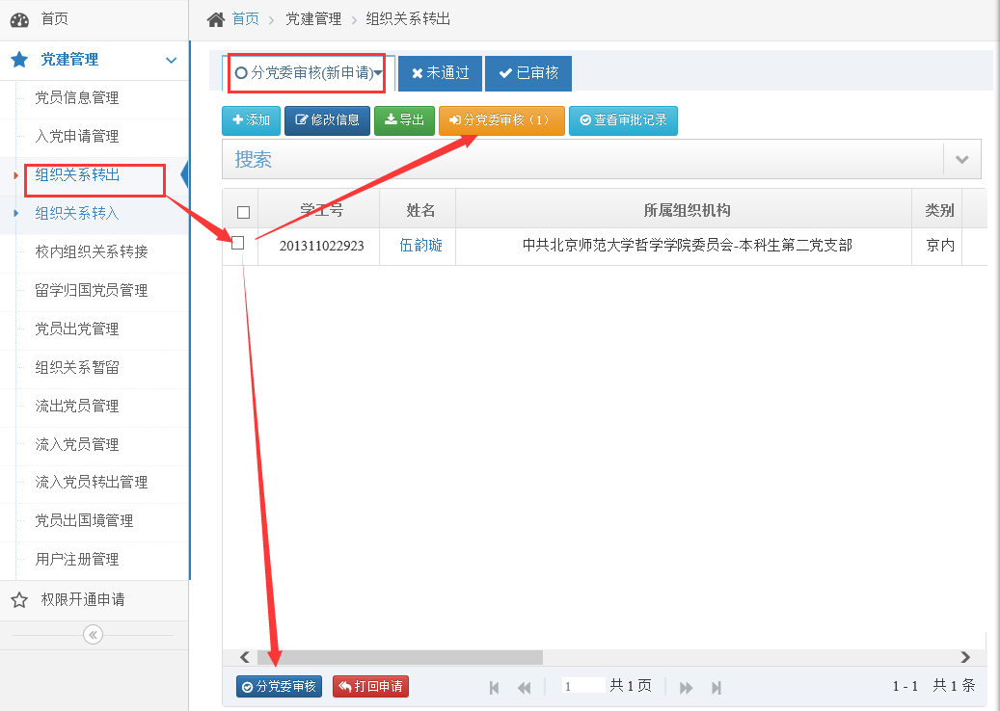 首页
党建管理
党员信息管理
入党申请管理
组织关系转出
组织关系转入
校内组织关系转接
留学归国党员管理
党员出党管理
组织关系暂留
流出党员管理
流入党员管理
流入党员转出管理
党员出国境管理
用户注册管理
权限开通申请
首页 党建管理 组织关系转出
分党委审核(新申请) 未通过 已审核
添加 修改信息 导出 分党委审核（1） 查看审批记录
搜索
学工号 姓名 所属组织机构 类别
201311022923 伍韵璇 中共北京师范大学哲学学院委员会-本科生第二党支部 京内
分党委审核 打回申请 1 共 1 页 1 - 1 共 1 条